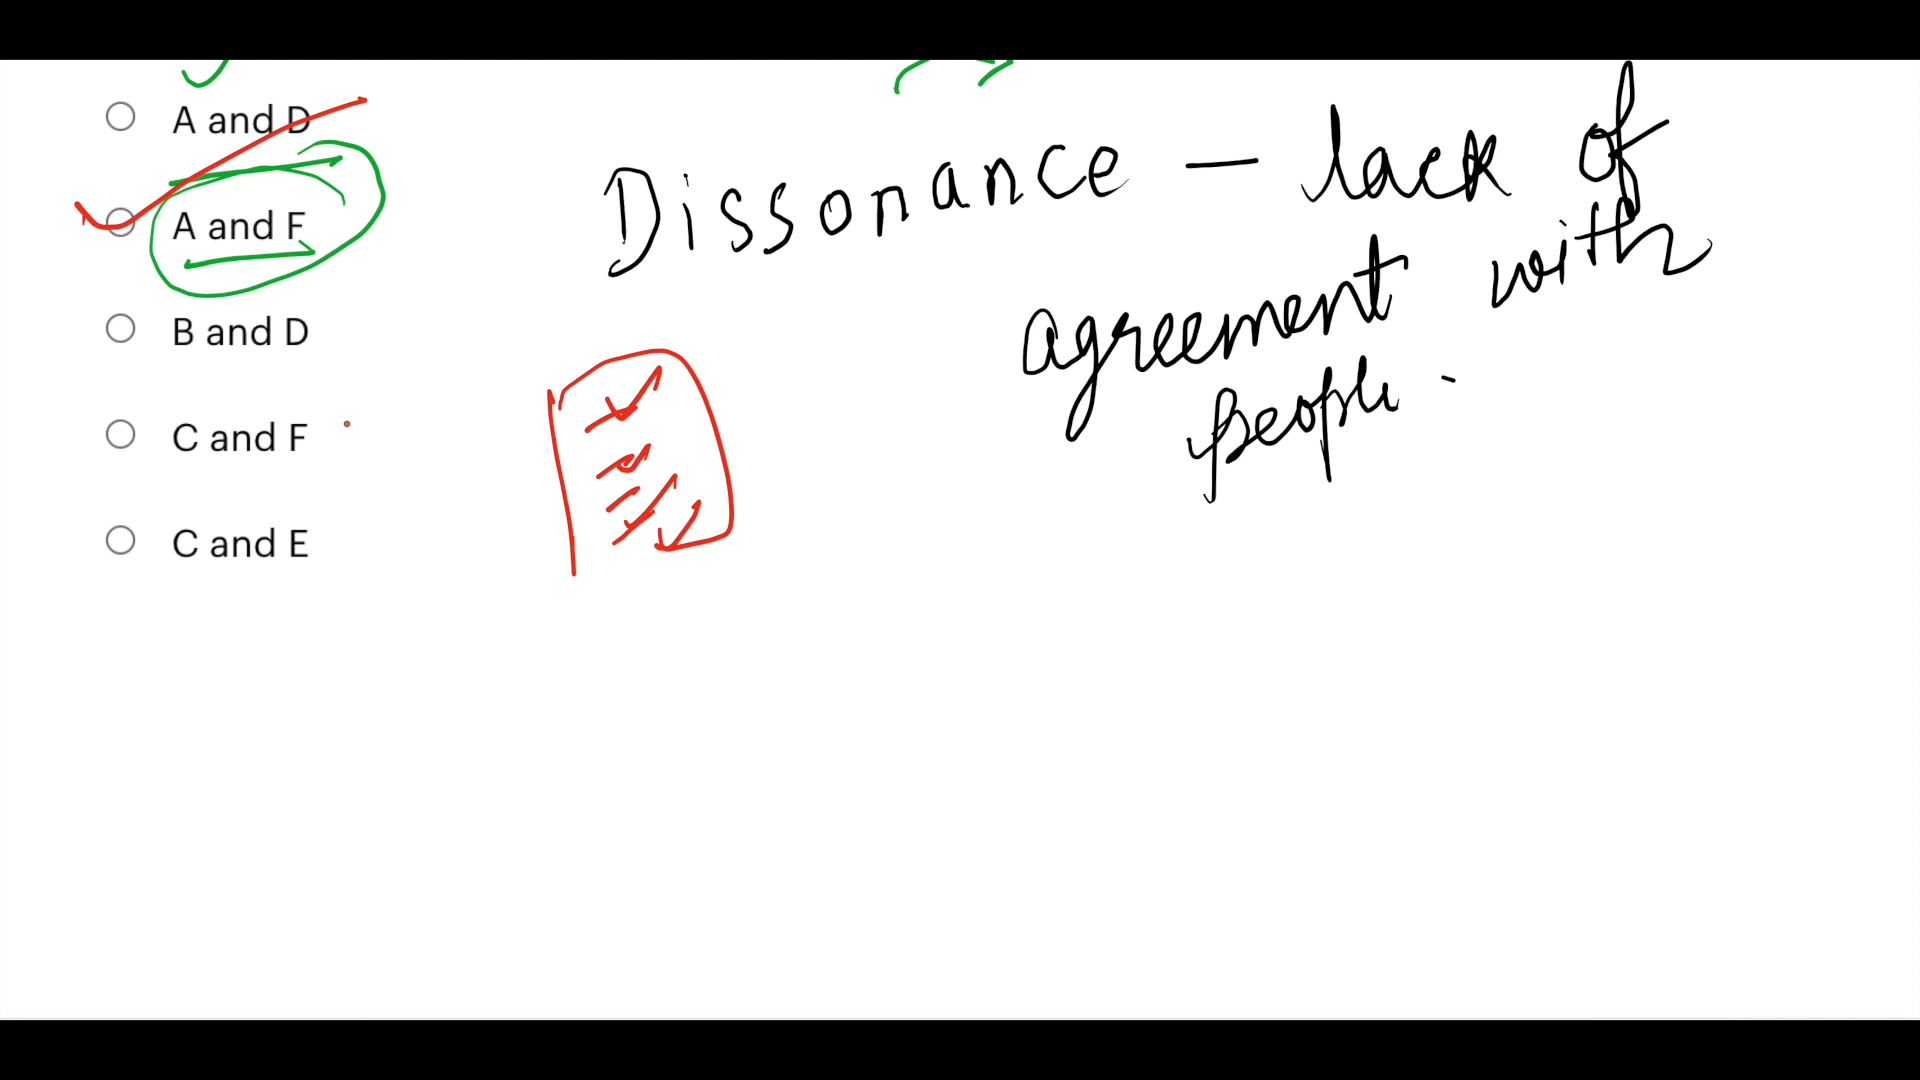 A and D
A and F
B and D
C and F
C and E
Dissonance – lack of
agreement with
people.